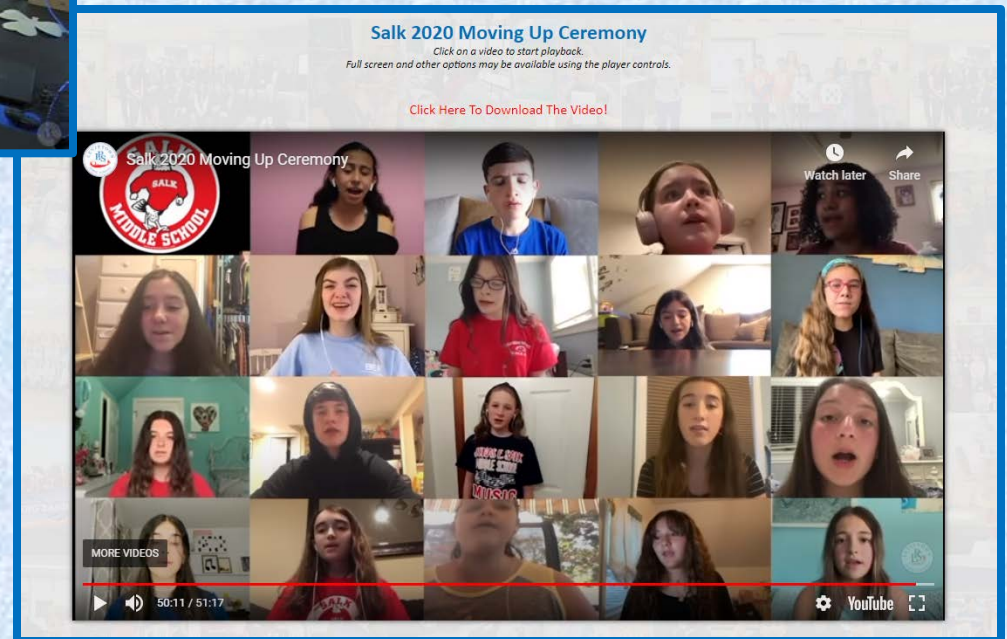 Salk 2020 Moving Up Ceremony
Click on a video to start playback.
Full screen and other options may be available using the player controls.
Click Here To Download The Video!
Salk 2020 Moving Up Ceremony
Watch later
Share
SALK
SALK
MIDDLE SCHOOL
MIDDLE SCHOOL
MUSIC
MORE VIDEOS
SALK
50:11 / 51:17
YouTube